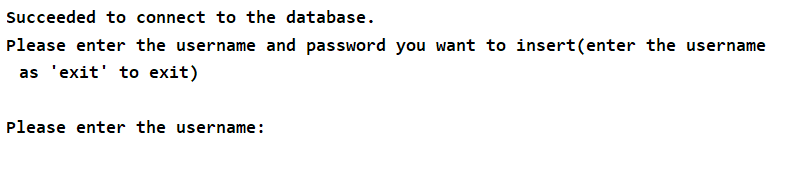 Succeeded to connect to the database.
Please enter the username and password you want to insert(enter the username
as 'exit' to exit)
Please enter the username: